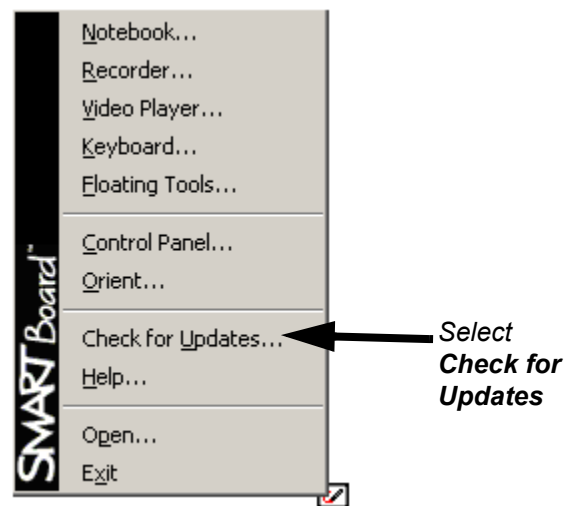 Notebook...
Recorder...
Video Player...
Keyboard...
Floating Tools...
Control Panel...
Orient...
Check for Updates...
Help...
Open...
Exit
SMART Board™
Select
Check for
Updates